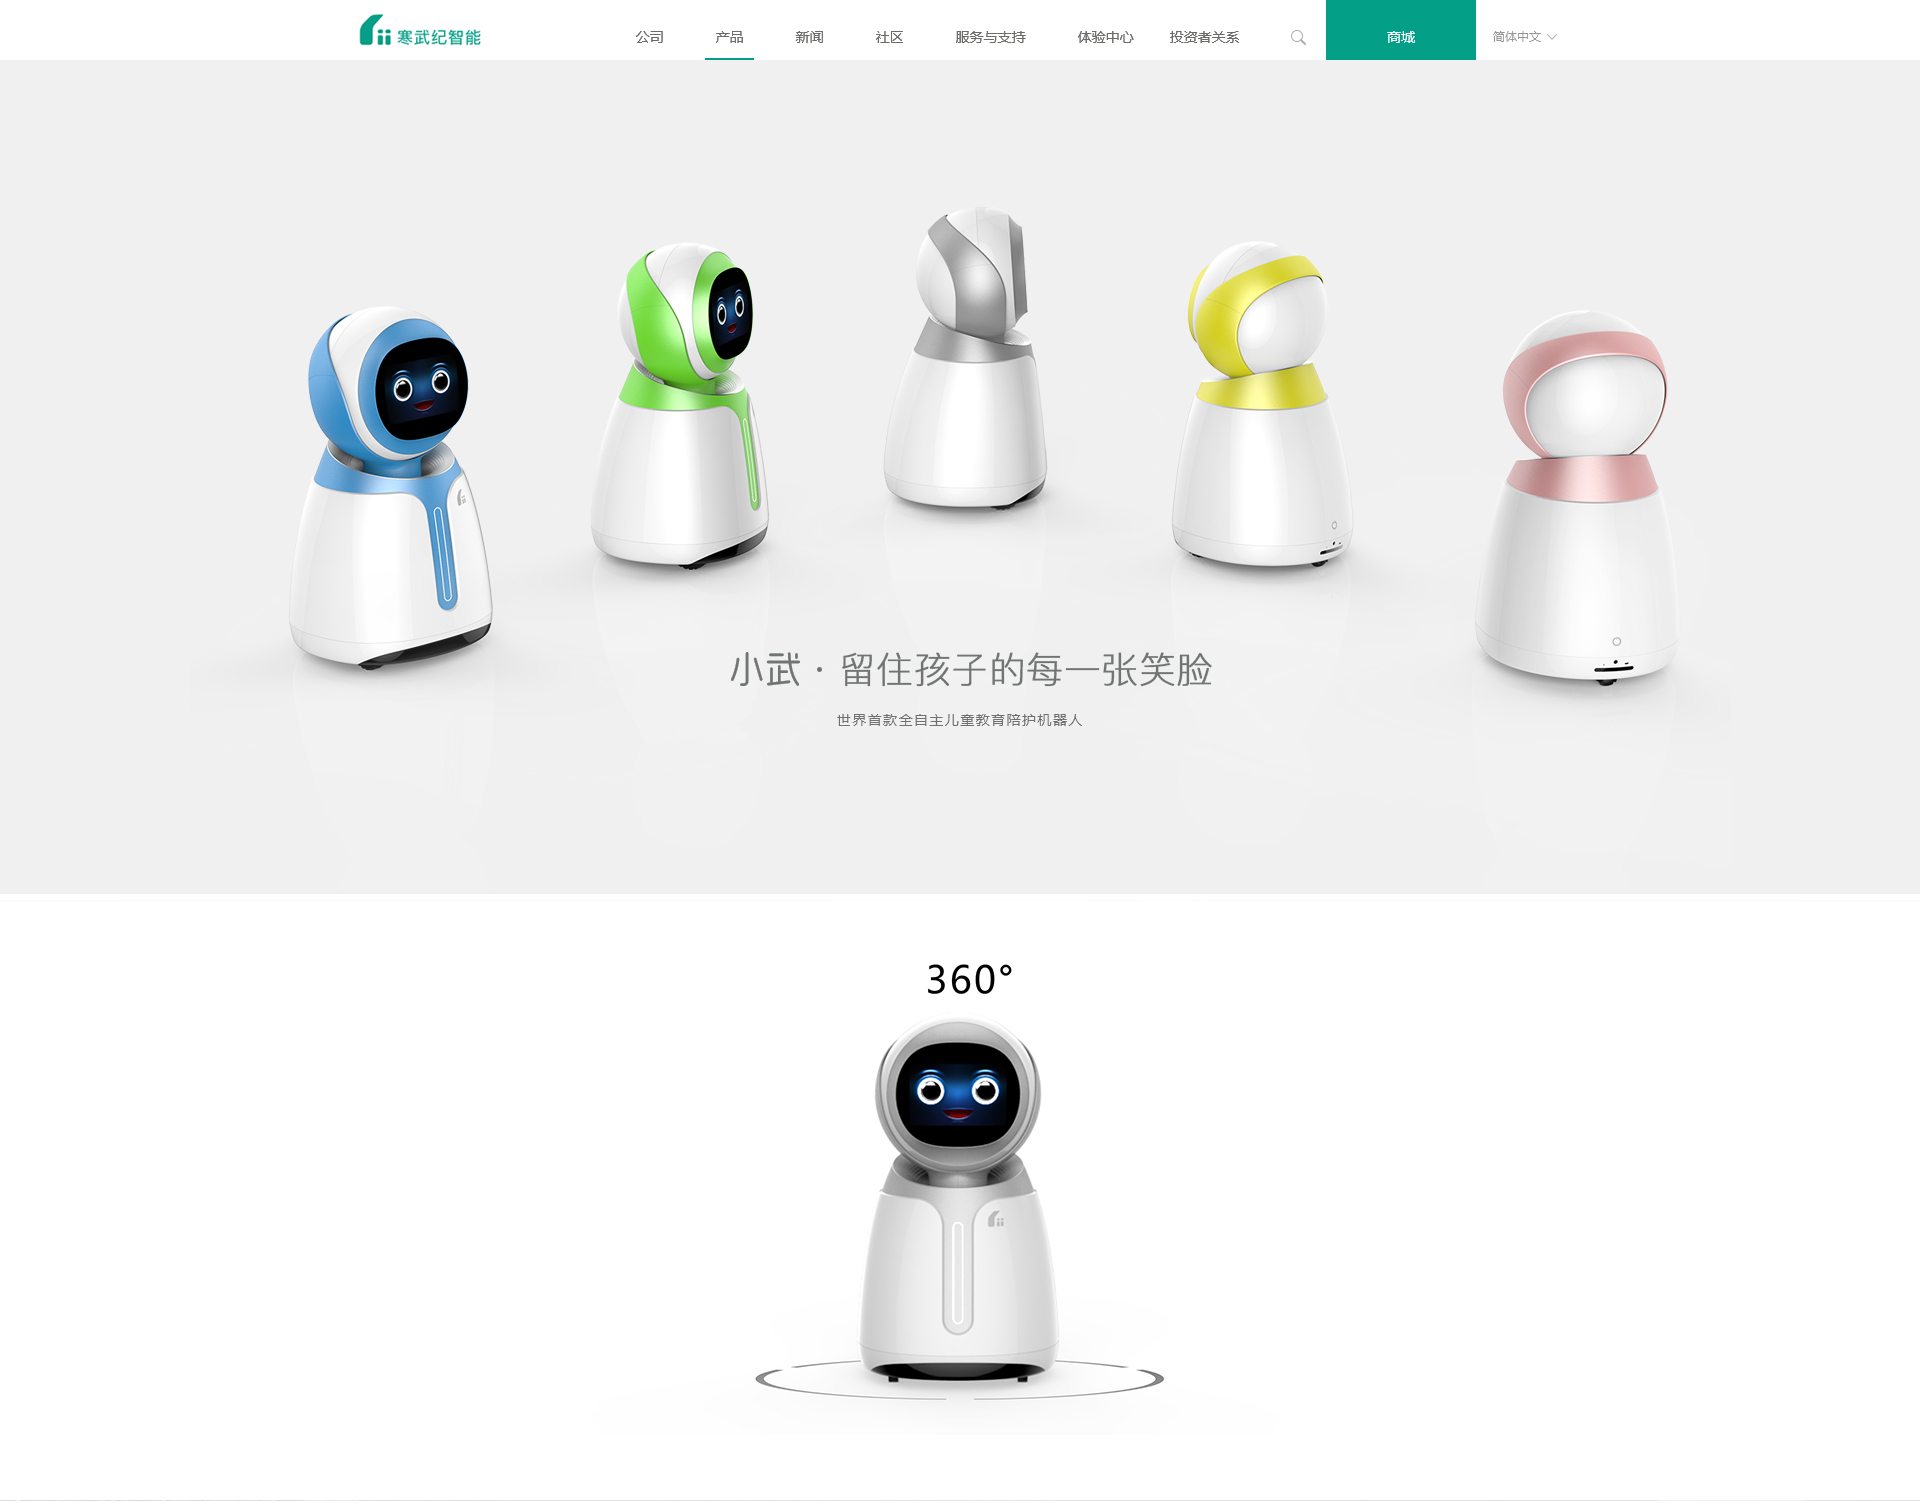 寒武纪智能
公司 产品 新闻 社区 服务与支持 体验中心 投资者关系 商城 简体中文
小武 · 留住孩子的每一张笑脸
世界首款全自主儿童教育陪护机器人
360°